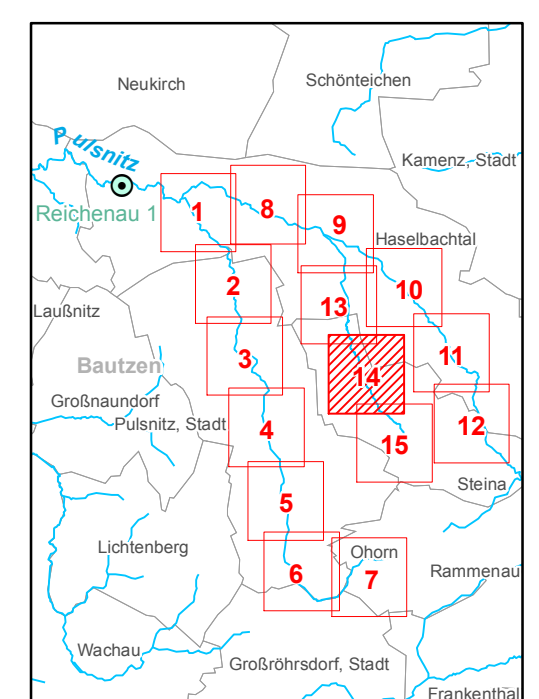 Neukirch
Schönteichen
Pulsnitz
Kamenz, Stadt
Reichenau 1
1
8
9
Haselbachtal
2
10
13
Laußnitz
3
11
Bautzen
14
Großnaundorf
Pulsnitz, Stadt
4
12
15
Steina
5
Lichtenberg
Ohorn
6
7
Rammenau
Wachau
Großröhrsdorf, Stadt
Frankenthal